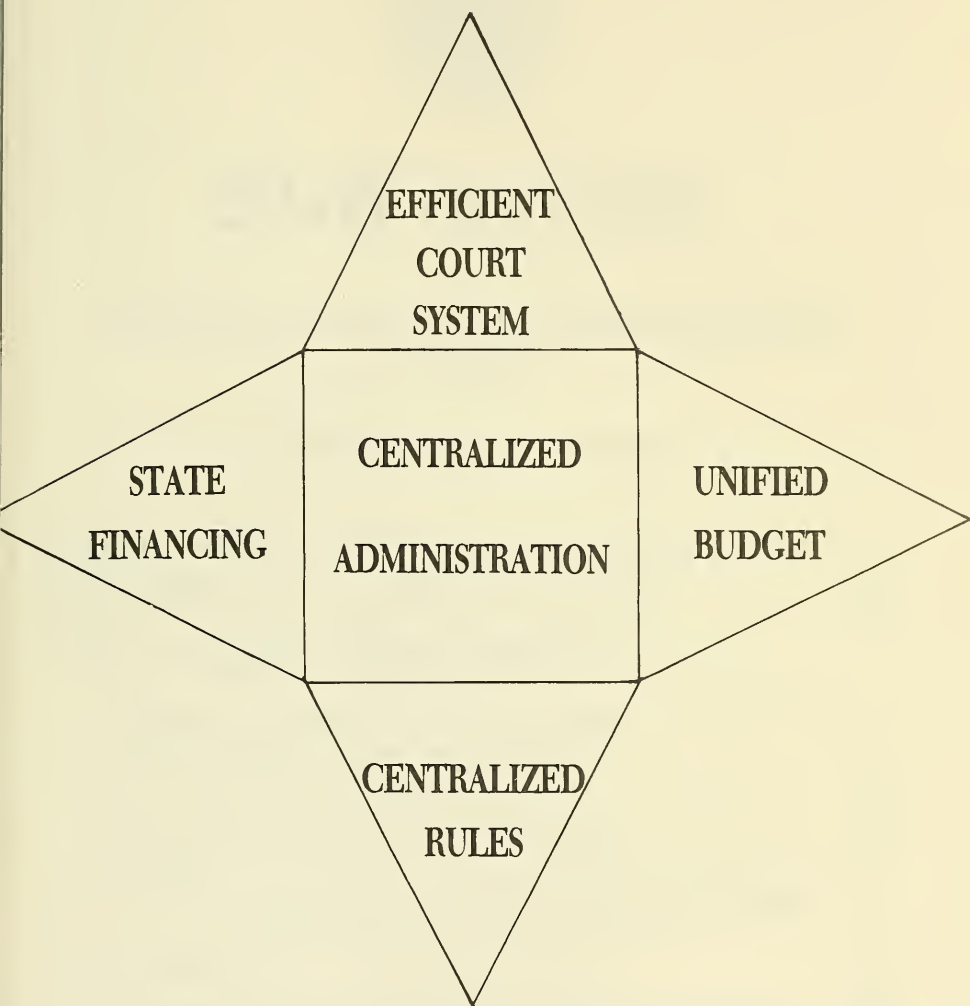 EFFICIENT
COURT
SYSTEM
STATE
FINANCING
CENTRALIZED
ADMINISTRATION
UNIFIED
BUDGET
CENTRALIZED
RULES